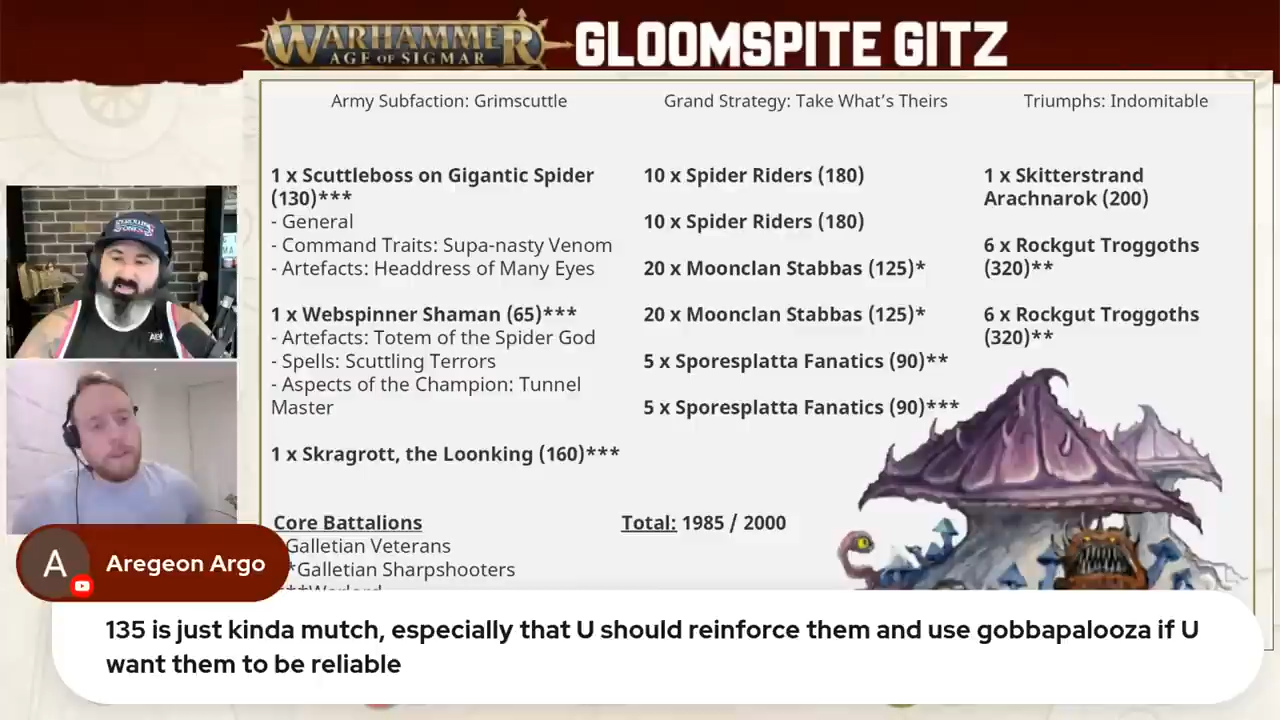 WARHAMMER
AGE OF SIGMAR
GLOOMSPITE GITZ
Army Subfaction: Grimscuttle
Grand Strategy: Take What's Theirs
Triumphs: Indomitable
1 x Scuttleboss on Gigantic Spider
(130)***
- General
- Command Traits: Supa-nasty Venom
- Artefacts: Headdress of Many Eyes
1 x Webspinner Shaman (65)***
- Artefacts: Totem of the Spider God
- Spells: Scuttling Terrors
- Aspects of the Champion: Tunnel
Master
1 x Skragrott, the Loonking (160)***
10 x Spider Riders (180)
10 x Spider Riders (180)
20 x Moonclan Stabbas (125)*
20 x Moonclan Stabbas (125)*
5 x Sporesplatta Fanatics (90)**
5 x Sporesplatta Fanatics (90)***
1 x Skitterstrand
Arachnarok (200)
6 x Rockgut Troggoths
(320)**
6 x Rockgut Troggoths
(320)**
Core Battalions
Galletian Veterans
*Galletian Sharpshooters
***Warlord
Total: 1985 / 2000
A
Aregeon Argo
135 is just kinda mutch, especially that U should reinforce them and use gobbapalooza if U
want them to be reliable